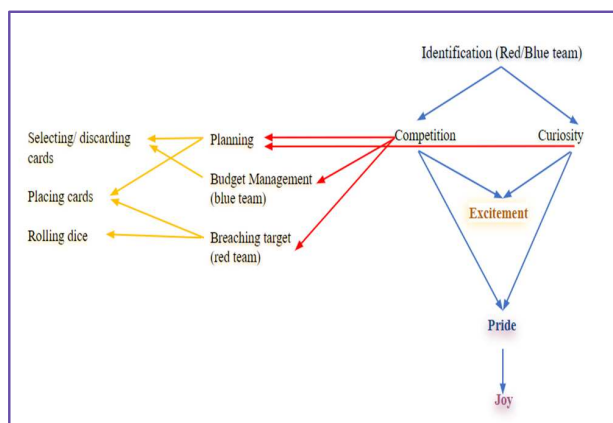 Identification (Red/Blue team)
Selecting/ discarding
cards
Planning
Competition
Curiosity
Budget Management
(blue team)
Placing cards
Excitement
Rolling dice
Breaching target
(red team)
Pride
Joy